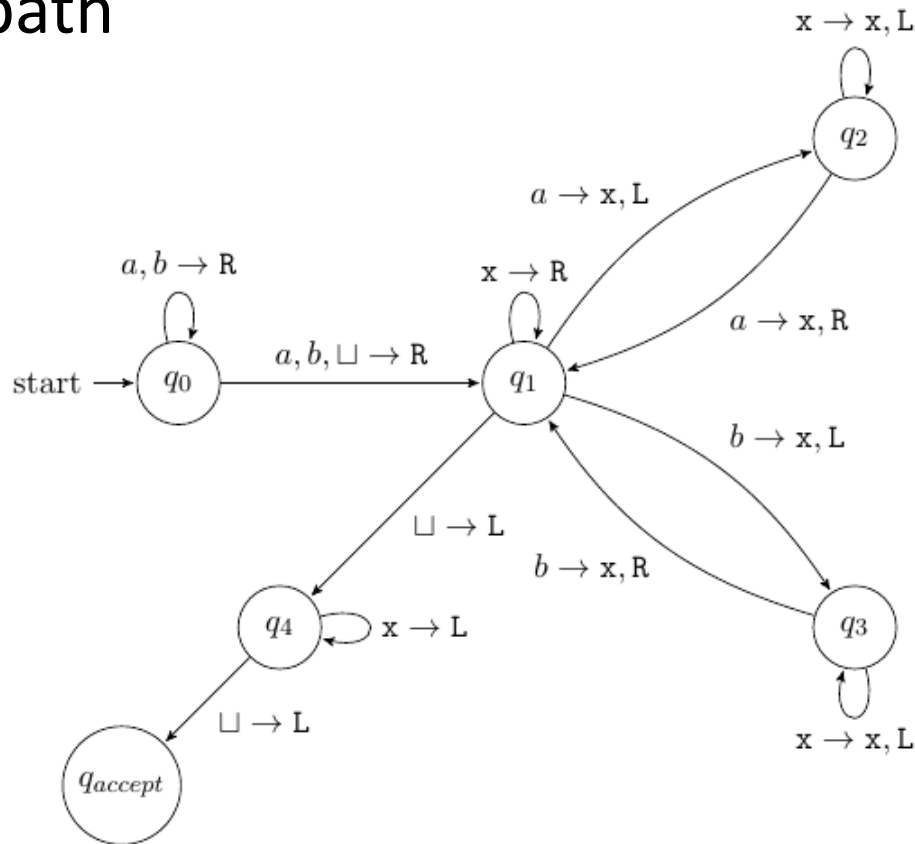 path
x → x, L
q2
a → x, L
a, b → R
x → R
a → x, R
a, b, ⊔ → R
start
q0
q1
b → x, L
⊔ → L
b → x, R
q4
x → L
q3
⊔ → L
x → x, L
qaccept